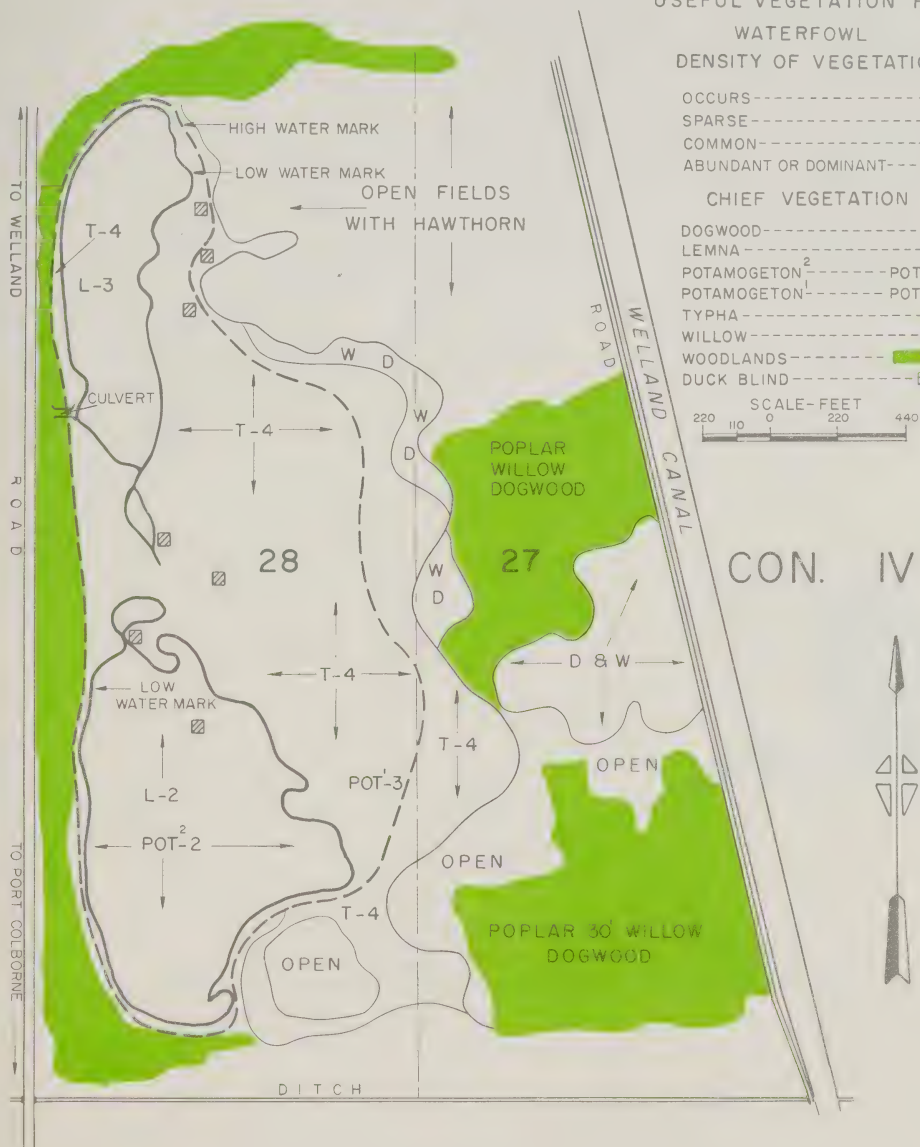 USEFUL VEGETATION
WATERFOWL
DENSITY OF VEGETATIO
OCCURS
SPARSE
COMMON
ABUNDANT OR DOMINANT
CHIEF VEGETATION
DOGWOOD
LEMNA
POTAMOGETON² POT
POTAMOGETON¹ POT
TYPHA
WILLOW
WOODLANDS
DUCK BLIND
SCALE-FEET
220 110 0 220 440
HIGH WATER MARK
LOW WATER MARK
OPEN FIELDS
WITH HAWTHORN
TO WELLAND
T-4
L-3
CULVERT
ROAD
WELLAND CANAL
W D
W
D
T-4
POPLAR
WILLOW
DOGWOOD
28
27
W
D
CON. IV
ROAD
T-4
D & W
LOW
WATER MARK
T-4
OPEN
POT¹-3
L-2
POT²-2
OPEN
T-4
POPLAR 30' WILLOW
DOGWOOD
OPEN
TO PORT COLBORNE
DITCH